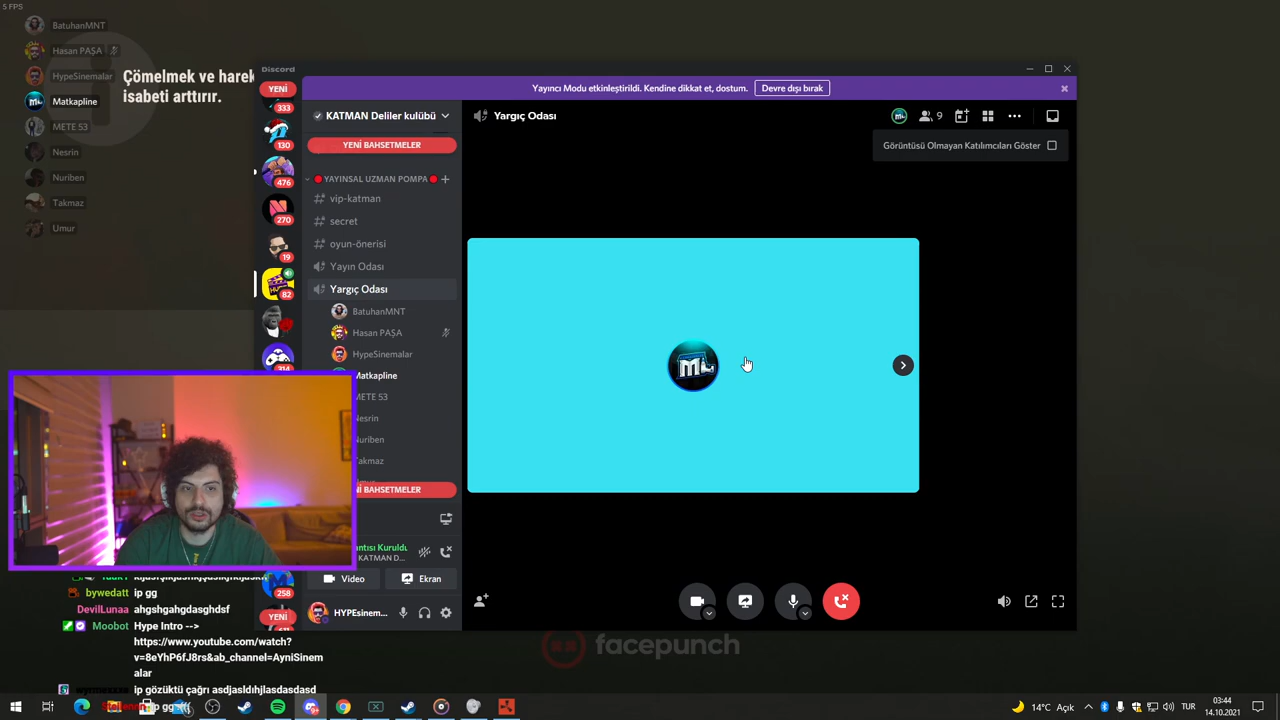 5 FPS
BatuhanMNT
Hasan PAŞA
HypeSinemalar
Matkapline
METE 53
Nesrin
Nuriben
Takmaz
Umur
Çömelmek ve harek
isabeti arttırır.
Discord
Yayıncı Modu etkinleştirildi. Kendine dikkat et, dostum.
Devre dışı bırak
YENİ
333
130
476
270
19
82
314
258
YENİ
KATMAN Deliler kulübü
YENİ BAHSETMELER
YAYINSAL UZMAN POMPA
vip-katman
secret
oyun-önerisi
Yayın Odası
Yargıç Odası
BatuhanMNT
Hasan PAŞA
HypeSinemalar
Matkapline
METE 53
Nesrin
Nuriben
Takmaz
Nİ BAHSETMELER
antısı Kuruldu
KATMAN D...
Video
Ekran
HYPEsinem...
Yargıç Odası
9
Görüntüsü Olmayan Katılımcıları Göster
bywedatt
ip gg
DevilLunaa
ahgshgahgdasghdsf
Moobot
Hype Intro -->
https://www.youtube.com/watch?
v=8eYhP6fJ8rs&ab_channel=AyniSinem
alar
ip gözüktü çağrı asdjasldıhjlasdasdasd
facepunch
14°C Açık
TUR
03:44
14.10.2021